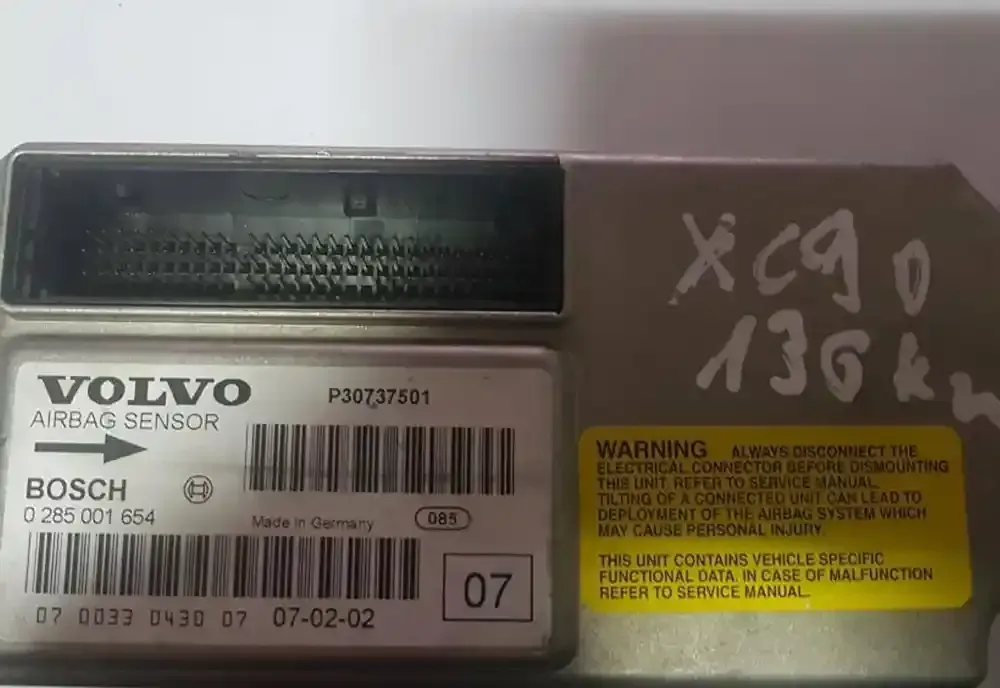 XC90
136km
VOLVO
P30737501
AIRBAG SENSOR
BOSCH
0 285 001 654
Made in Germany
085
07 0033 0430 07 07-02-02
07
WARNING ALWAYS DISCONNECT THE
ELECTRICAL CONNECTOR BEFORE DISMOUNTING
THIS UNIT. REFER TO SERVICE MANUAL.
TILTING OF A CONNECTED UNIT CAN LEAD TO
DEPLOYMENT OF THE AIRBAG SYSTEM WHICH
MAY CAUSE PERSONAL INJURY.
THIS UNIT CONTAINS VEHICLE SPECIFIC
FUNCTIONAL DATA. IN CASE OF MALFUNCTION
REFER TO SERVICE MANUAL.